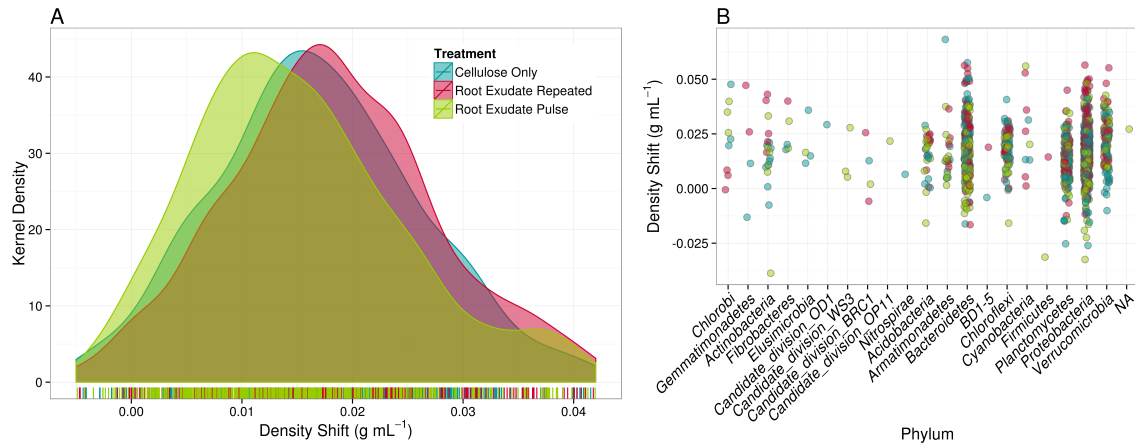 A
Kernel Density
40
30
20
10
0
Treatment
Cellulose Only
Root Exudate Repeated
Root Exudate Pulse
0.00 0.01 0.02 0.03 0.04
Density Shift (g mL⁻¹)
B
Density Shift (g mL⁻¹)
0.050
0.025
0.000
-0.025
Chlorobi
Gemmatimonadetes
Actinobacteria
Fibrobacteres
Elusimicrobia
Candidate_division_OD1
Candidate_division_WS3
Candidate_division_BRC1
Candidate_division_OP11
Nitrospirae
Acidobacteria
Armatimonadetes
Bacteroidetes
BD1-5
Chloroflexi
Cyanobacteria
Firmicutes
Planctomycetes
Proteobacteria
Verrucomicrobia
NA
Phylum